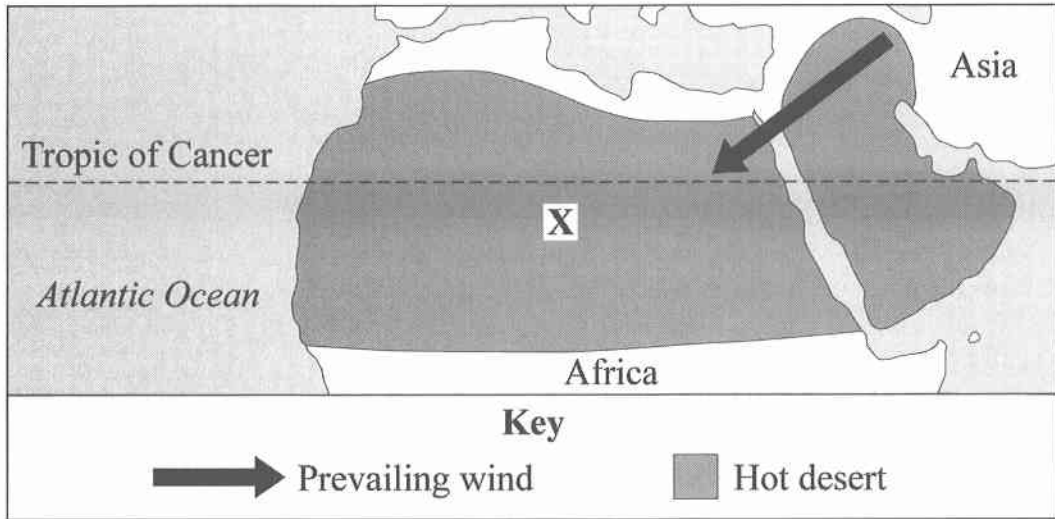 Asia
Tropic of Cancer
X
Atlantic Ocean
Africa
Key
Prevailing wind
Hot desert